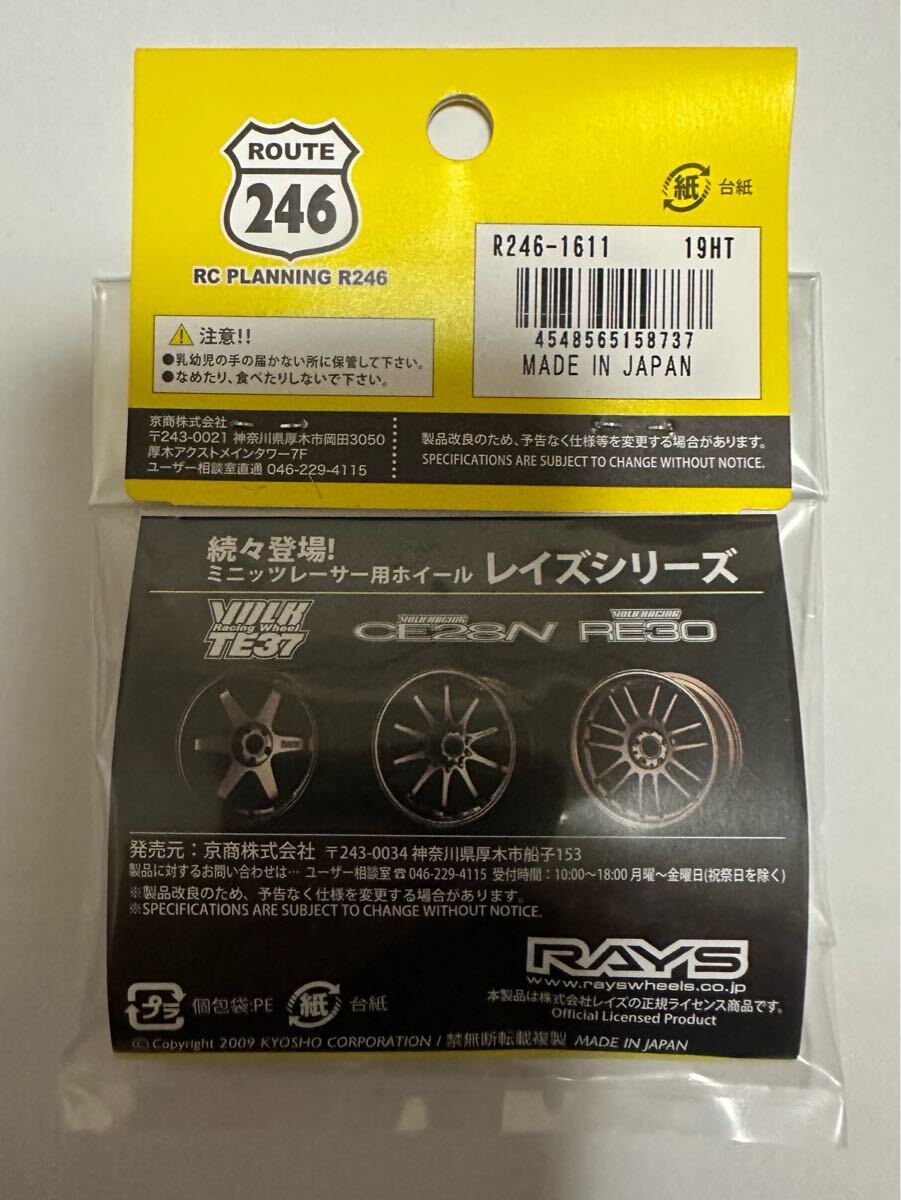 ROUTE
246
RC PLANNING R246
紙 台紙
R246-1611 19HT
4548565158737
MADE IN JAPAN
注意!!
●乳幼児の手の届かない所に保管して下さい。
●なめたり、食べたりしないで下さい。
京商株式会社
〒243-0021 神奈川県厚木市岡田3050
厚木アクストメインタワー7F
ユーザー相談室直通 046-229-4115
製品改良のため、予告なく仕様等を変更する場合があります。
SPECIFICATIONS ARE SUBJECT TO CHANGE WITHOUT NOTICE.
続々登場!
ミニッツレーサー用ホイール レイズシリーズ
VOLK
Racing Wheel
TE37
VOLK RACING
CE28N
VOLK RACING
RE30
発売元：京商株式会社 〒243-0034 神奈川県厚木市船子153
製品に対するお問い合わせは… ユーザー相談室 ☎046-229-4115 受付時間：10:00〜18:00 月曜〜金曜日(祝祭日を除く)
※製品改良のため、予告なく仕様を変更する場合があります。
※SPECIFICATIONS ARE SUBJECT TO CHANGE WITHOUT NOTICE.
RAYS
www.rayswheels.co.jp
本製品は株式会社レイズの正規ライセンス商品です。
Official Licensed Product
プラ 個包袋:PE 紙 台紙
© Copyright 2009 KYOSHO CORPORATION / 禁無断転載複製 MADE IN JAPAN